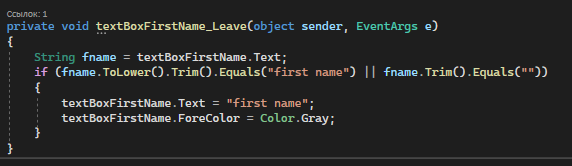 Ссылок: 1
private void textBoxFirstName_Leave(object sender, EventArgs e)
{
String fname = textBoxFirstName.Text;
if (fname.ToLower().Trim().Equals("first name") || fname.Trim().Equals(""))
{
textBoxFirstName.Text = "first name";
textBoxFirstName.ForeColor = Color.Gray;
}
}